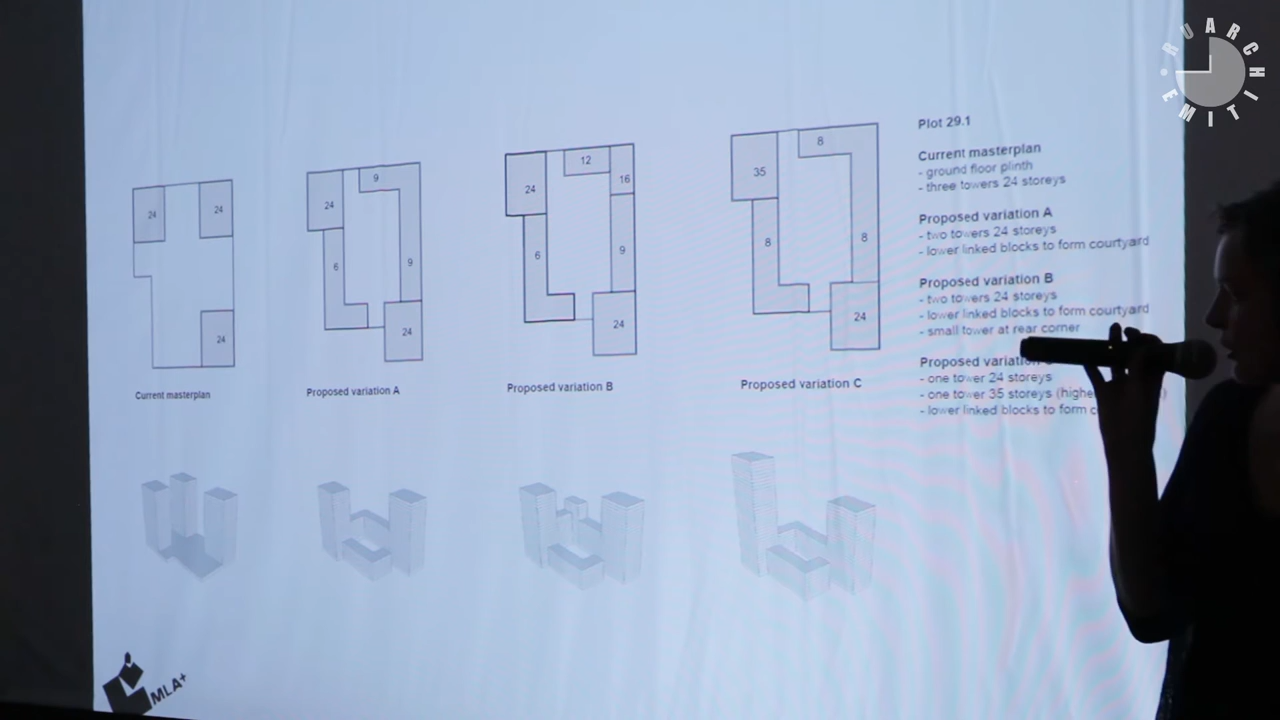 RUARCHITIME
Plot 29.1
Current masterplan
- ground floor plinth
- three towers 24 storeys
Proposed variation A
- two towers 24 storeys
- lower linked blocks to form courtyard
Proposed variation B
- two towers 24 storeys
- lower linked blocks to form courtyard
- small tower at rear corner
Proposed
- one tower 24 storeys
- one tower 35 storeys
- lower linked blocks to form
24 24
24
Current masterplan
24 9
6 9
24
Proposed variation A
24 12 16
6 9
24
Proposed variation B
35 8
8 8
24
Proposed variation C
MLA+